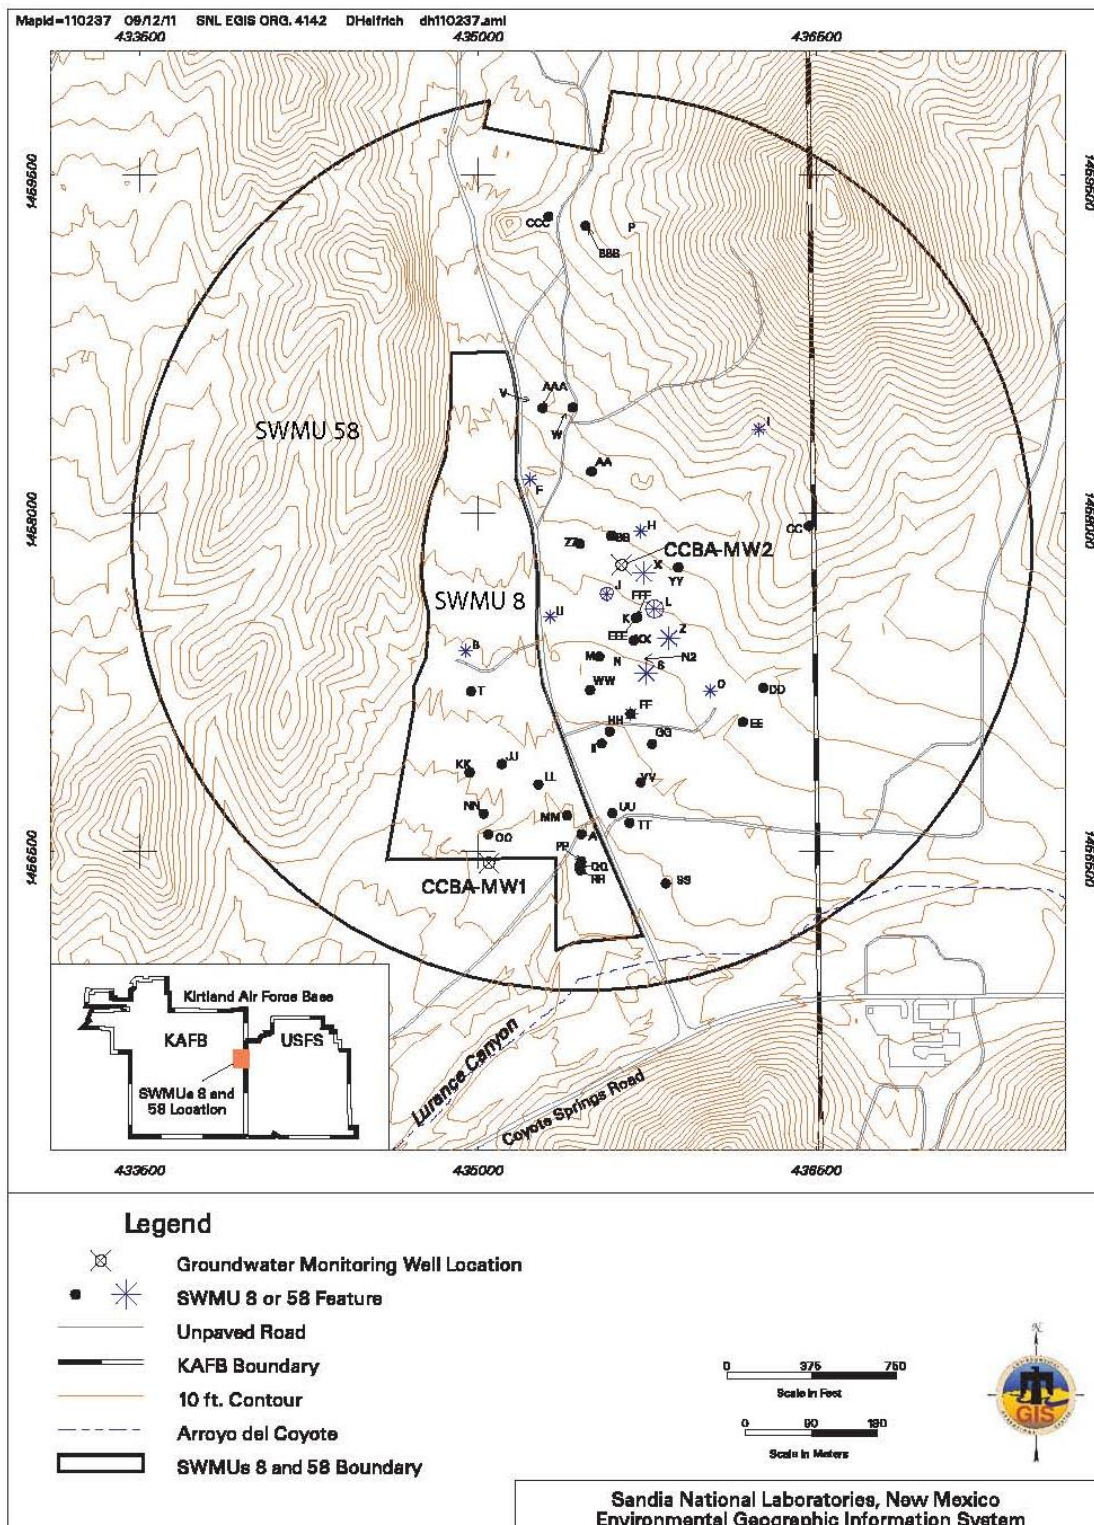 MapId=110237 09/12/11 SNL EGIS ORG. 4142 DHelfrich dh110237.aml
433500 435000 436500
1459500 1459500
CCC
P
BBB
V AAA
W
I
SWMU 58
AA
F
1458000 1458000
CC
H
ZZ BB
CCBA-MW2
X
YY
SWMU 8
J
FFF L
K
U
EEE XX Z
B
M N N2
S
T WW O DD
FF
HH EE
II GG
KK JJ
LL VV
NN
MM UU
TT
OO A
PP
QQ
RR
1456500 1456500
CCBA-MW1
SS
Kirtland Air Force Base
KAFB USFS
SWMUs 8 and
58 Location
Lurance Canyon
Coyote Springs Road
433500 435000 436500
Legend
Groundwater Monitoring Well Location
SWMU 8 or 58 Feature
Unpaved Road
KAFB Boundary
10 ft. Contour
Arroyo del Coyote
SWMUs 8 and 58 Boundary
0 375 750
Scale in Feet
0 90 180
Scale in Meters
N
GIS
Sandia National Laboratories, New Mexico
Environmental Geographic Information System